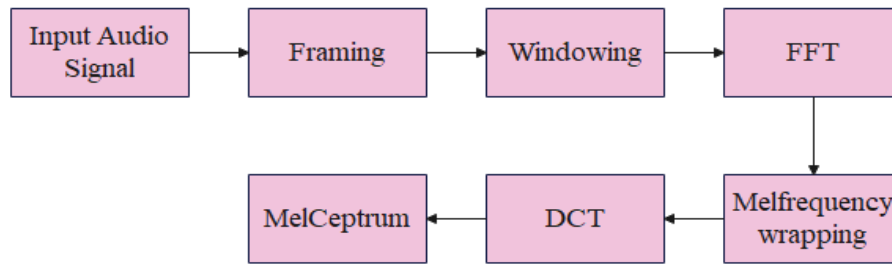 Input Audio
Signal
Framing
Windowing
FFT
Melfrequency
wrapping
DCT
MelCeptrum